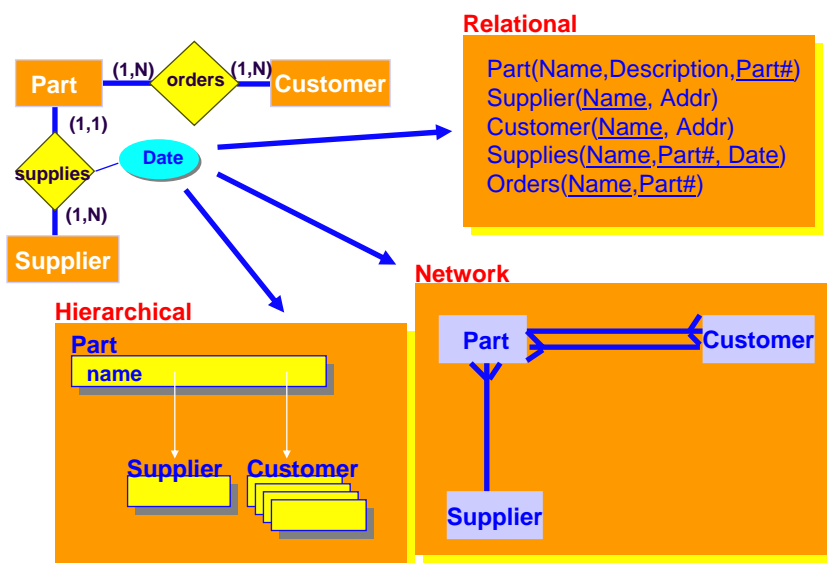 Relational
Part(Name,Description,Part#)
Supplier(Name, Addr)
Customer(Name, Addr)
Supplies(Name,Part#, Date)
Orders(Name,Part#)
(1,N)
orders
(1,N)
Part
Customer
(1,1)
Date
supplies
(1,N)
Supplier
Network
Part
Customer
Supplier
Hierarchical
Part
name
Supplier
Customer